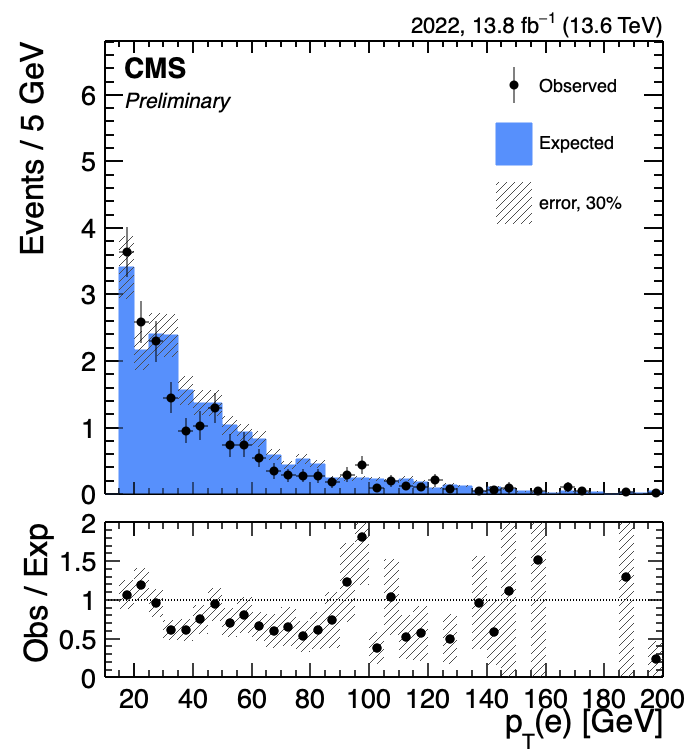 2022, 13.8 fb⁻¹ (13.6 TeV)
CMS
Preliminary
Observed
Expected
error, 30%
Events / 5 GeV
6
5
4
3
2
1
0
Obs / Exp
2
1.5
1
0.5
0
20 40 60 80 100 120 140 160 180 200
p_T(e) [GeV]